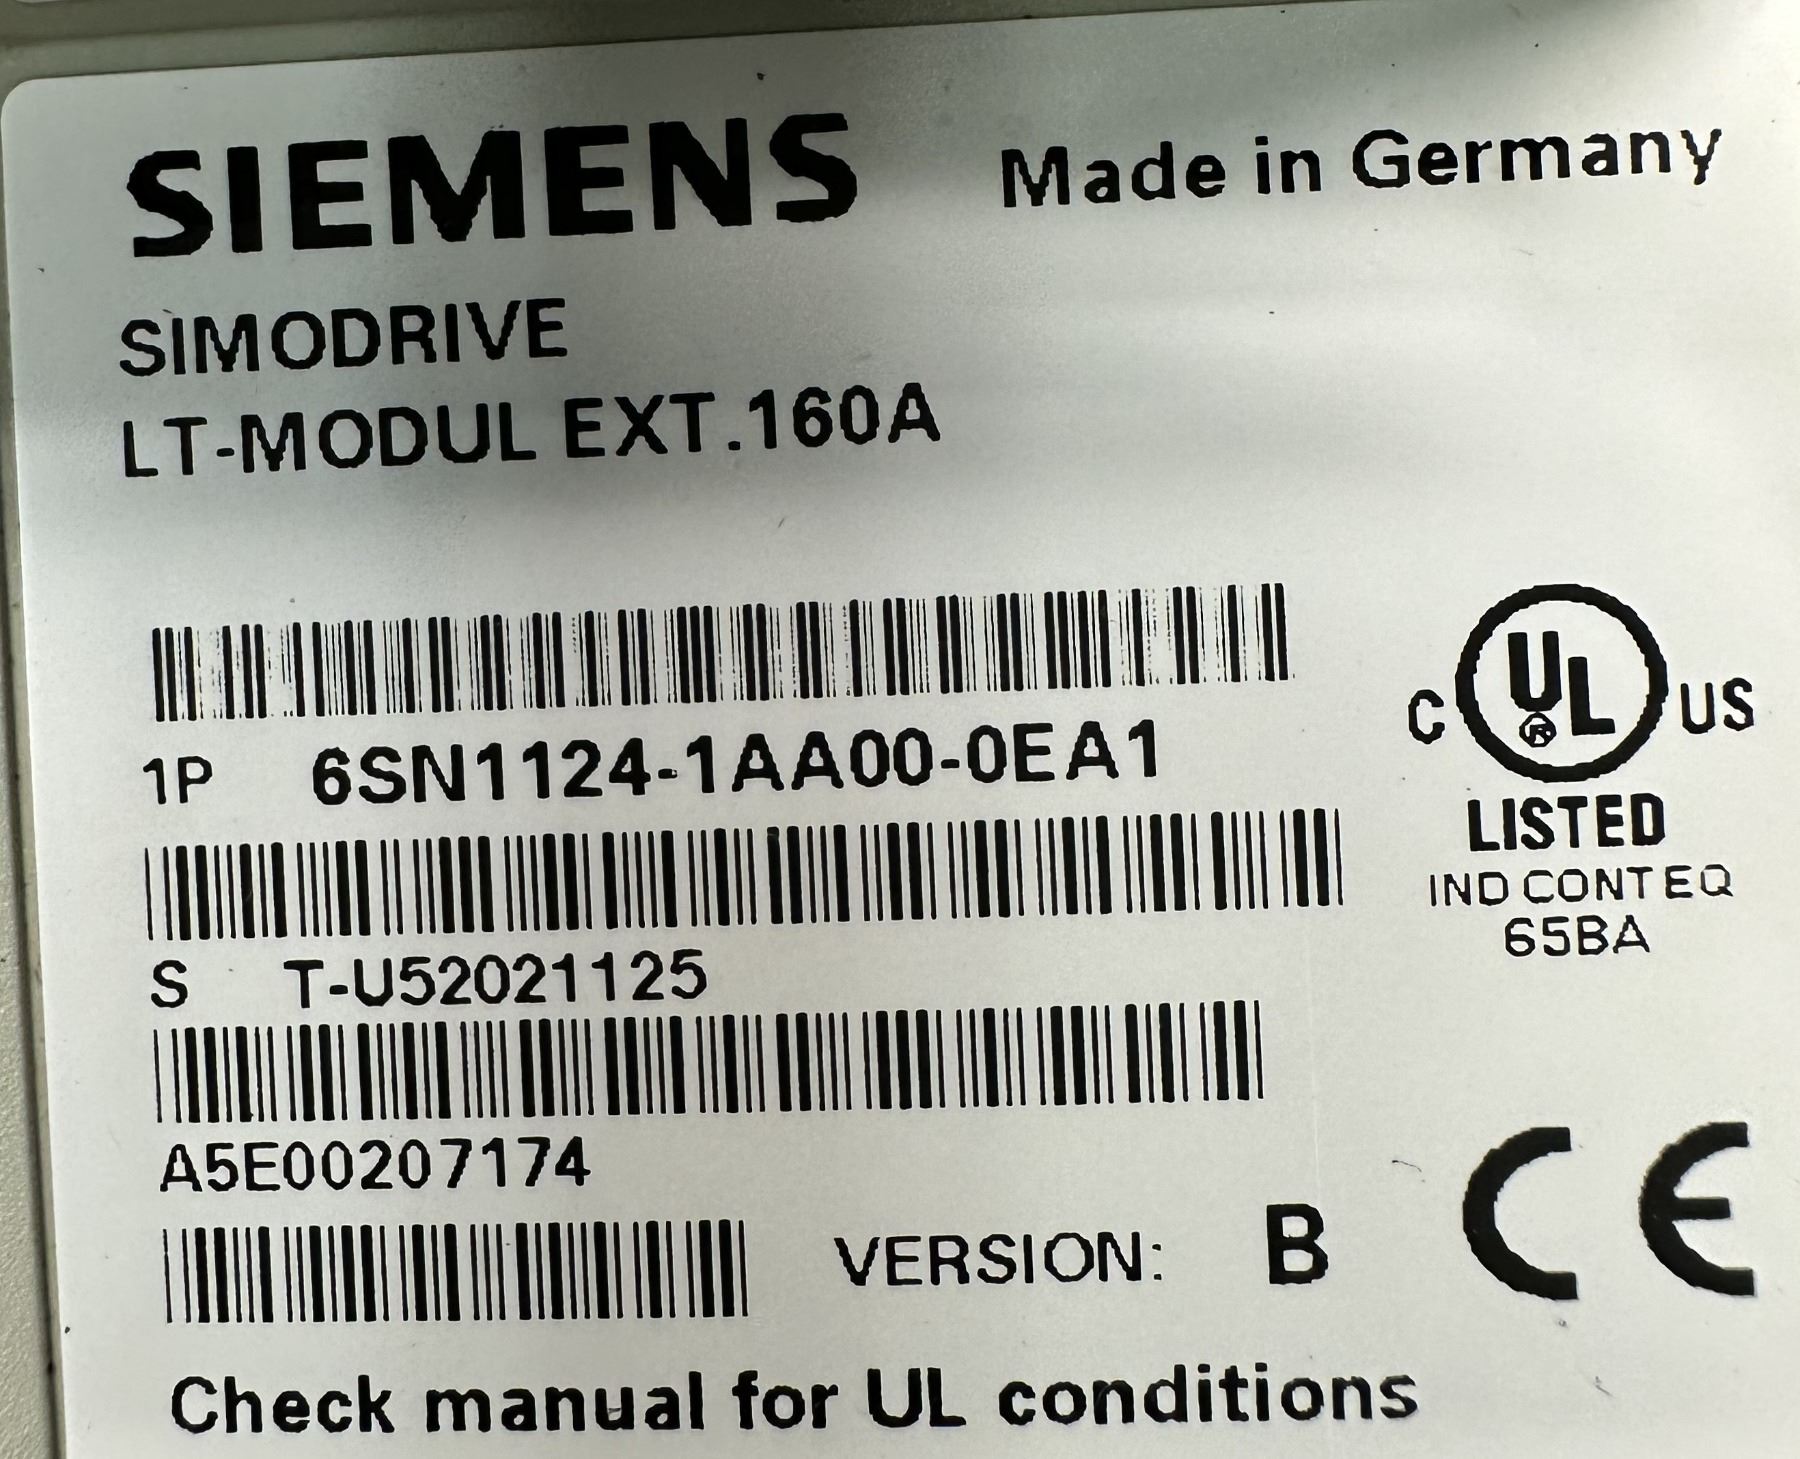 SIEMENS Made in Germany
SIMODRIVE
LT-MODUL EXT.160A
1P 6SN1124-1AA00-0EA1
C UL® US
LISTED
IND CONT EQ
65BA
S T-U52021125
A5E00207174
VERSION: B
CE
Check manual for UL conditions